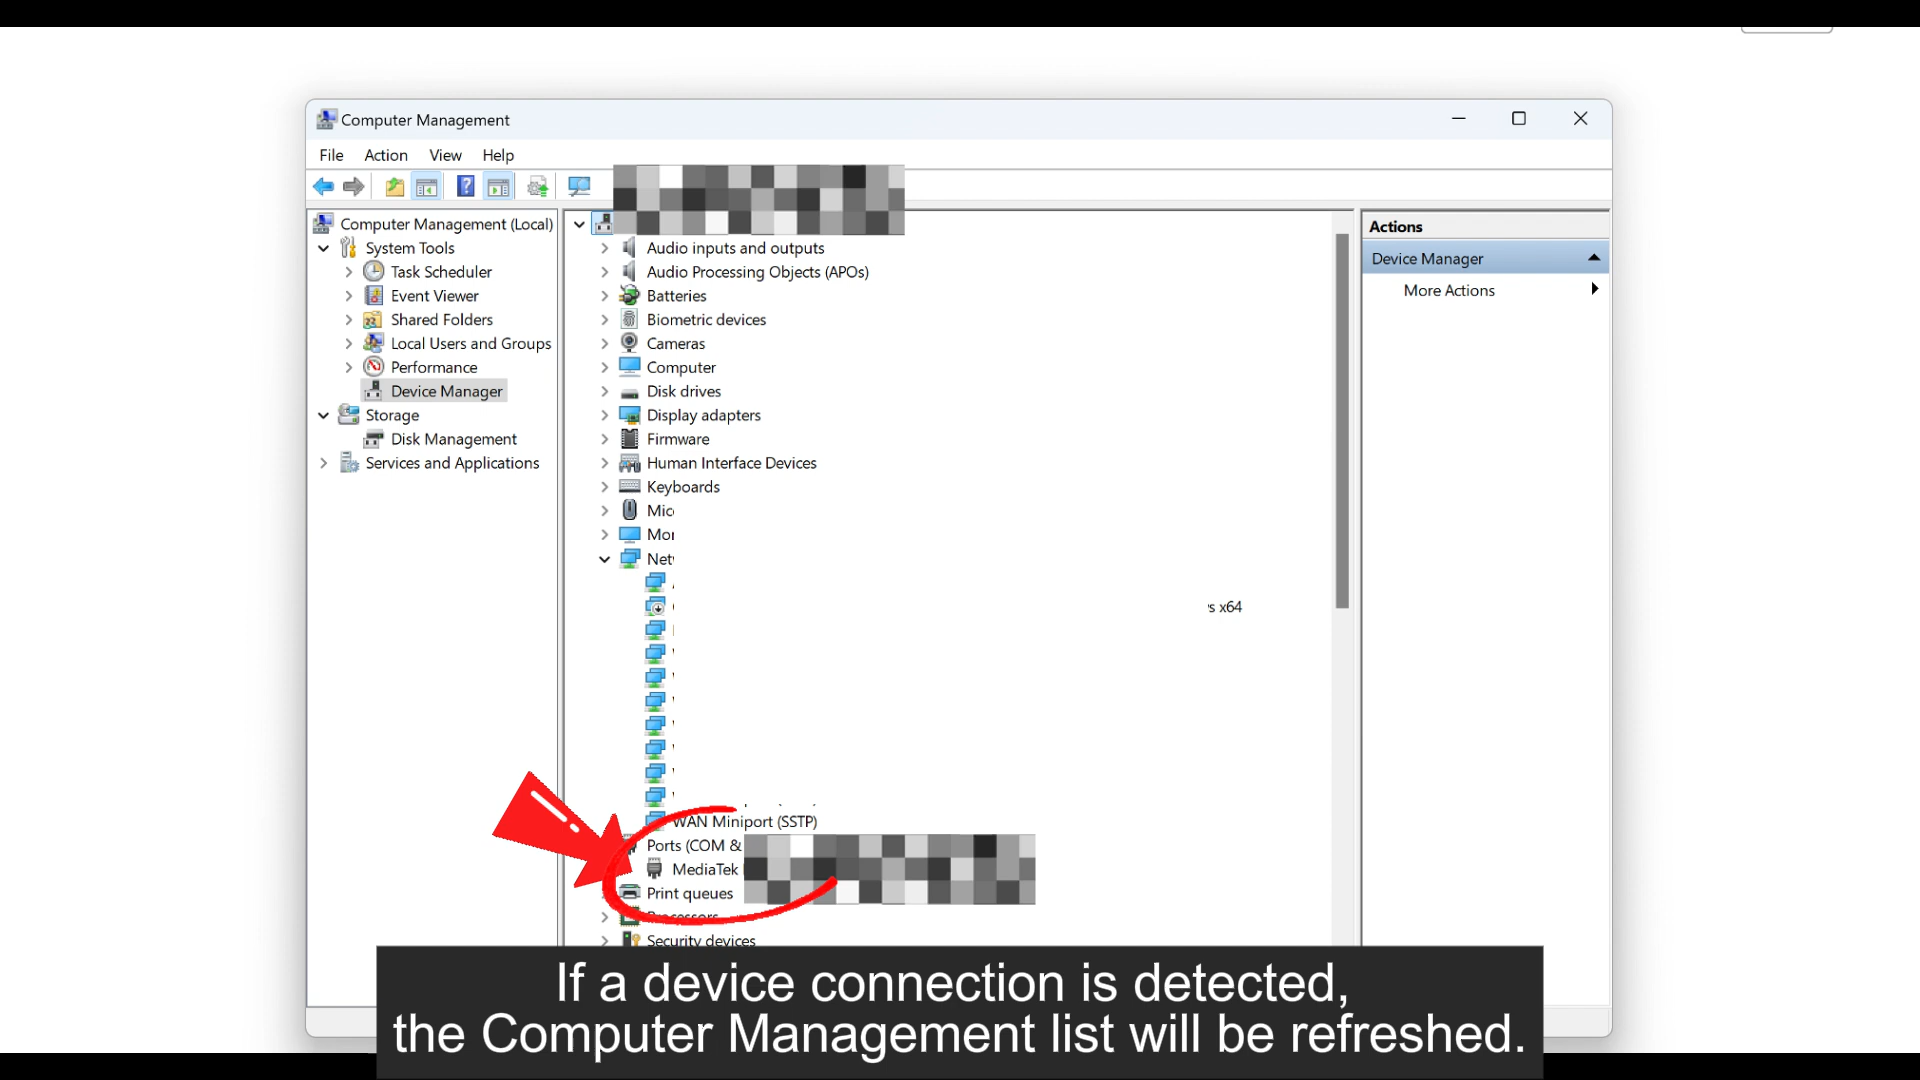 Computer Management
File Action View Help
Computer Management (Local)
System Tools
Task Scheduler
Event Viewer
Shared Folders
Local Users and Groups
Performance
Device Manager
Storage
Disk Management
Services and Applications
Audio inputs and outputs
Audio Processing Objects (APOs)
Batteries
Biometric devices
Cameras
Computer
Disk drives
Display adapters
Firmware
Human Interface Devices
Keyboards
x64
WAN Miniport (SSTP)
Ports (COM &
MediaTek
Print queues
Processors
Security devices
Actions
Device Manager
More Actions
If a device connection is detected,
the Computer Management list will be refreshed.